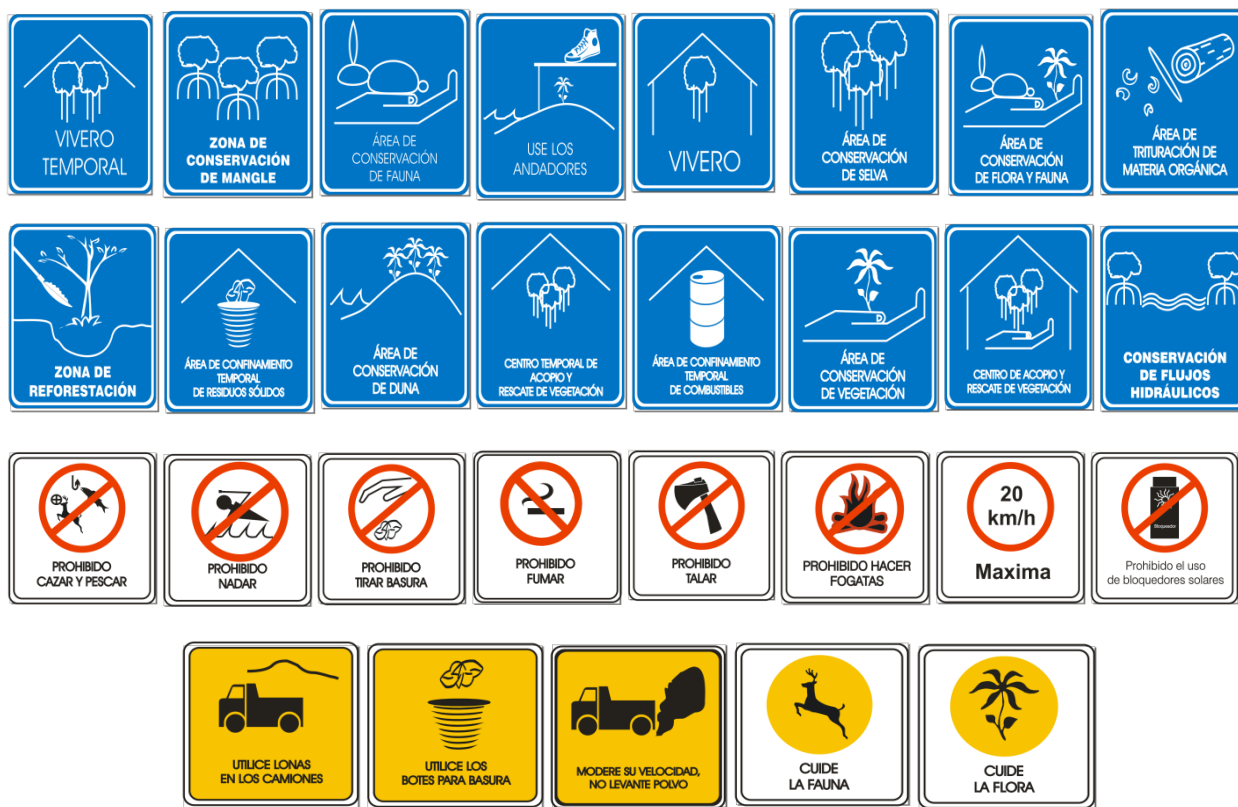 VIVERO
TEMPORAL
ZONA DE
CONSERVACIÓN
DE MANGLE
ÁREA DE
CONSERVACIÓN
DE FAUNA
USE LOS
ANDADORES
VIVERO
ÁREA DE
CONSERVACIÓN
DE SELVA
ÁREA DE
CONSERVACIÓN
DE FLORA Y FAUNA
ÁREA DE
TRITURACIÓN DE
MATERIA ORGÁNICA
ZONA DE
REFORESTACIÓN
ÁREA DE CONFINAMIENTO
TEMPORAL
DE RESIDUOS SÓLIDOS
ÁREA DE
CONSERVACIÓN
DE DUNA
CENTRO TEMPORAL DE
ACOPIO Y
RESCATE DE VEGETACIÓN
ÁREA DE CONFINAMIENTO
TEMPORAL
DE COMBUSTIBLES
ÁREA DE
CONSERVACIÓN
DE VEGETACIÓN
CENTRO DE ACOPIO Y
RESCATE DE VEGETACIÓN
CONSERVACIÓN
DE FLUJOS
HIDRÁULICOS
PROHIBIDO
CAZAR Y PESCAR
PROHIBIDO
NADAR
PROHIBIDO
TIRAR BASURA
PROHIBIDO
FUMAR
PROHIBIDO
TALAR
PROHIBIDO HACER
FOGATAS
20
km/h
Maxima
Bloqueador
Prohibido el uso
de bloquedores solares
UTILICE LONAS
EN LOS CAMIONES
UTILICE LOS
BOTES PARA BASURA
MODERE SU VELOCIDAD,
NO LEVANTE POLVO
CUIDE
LA FAUNA
CUIDE
LA FLORA